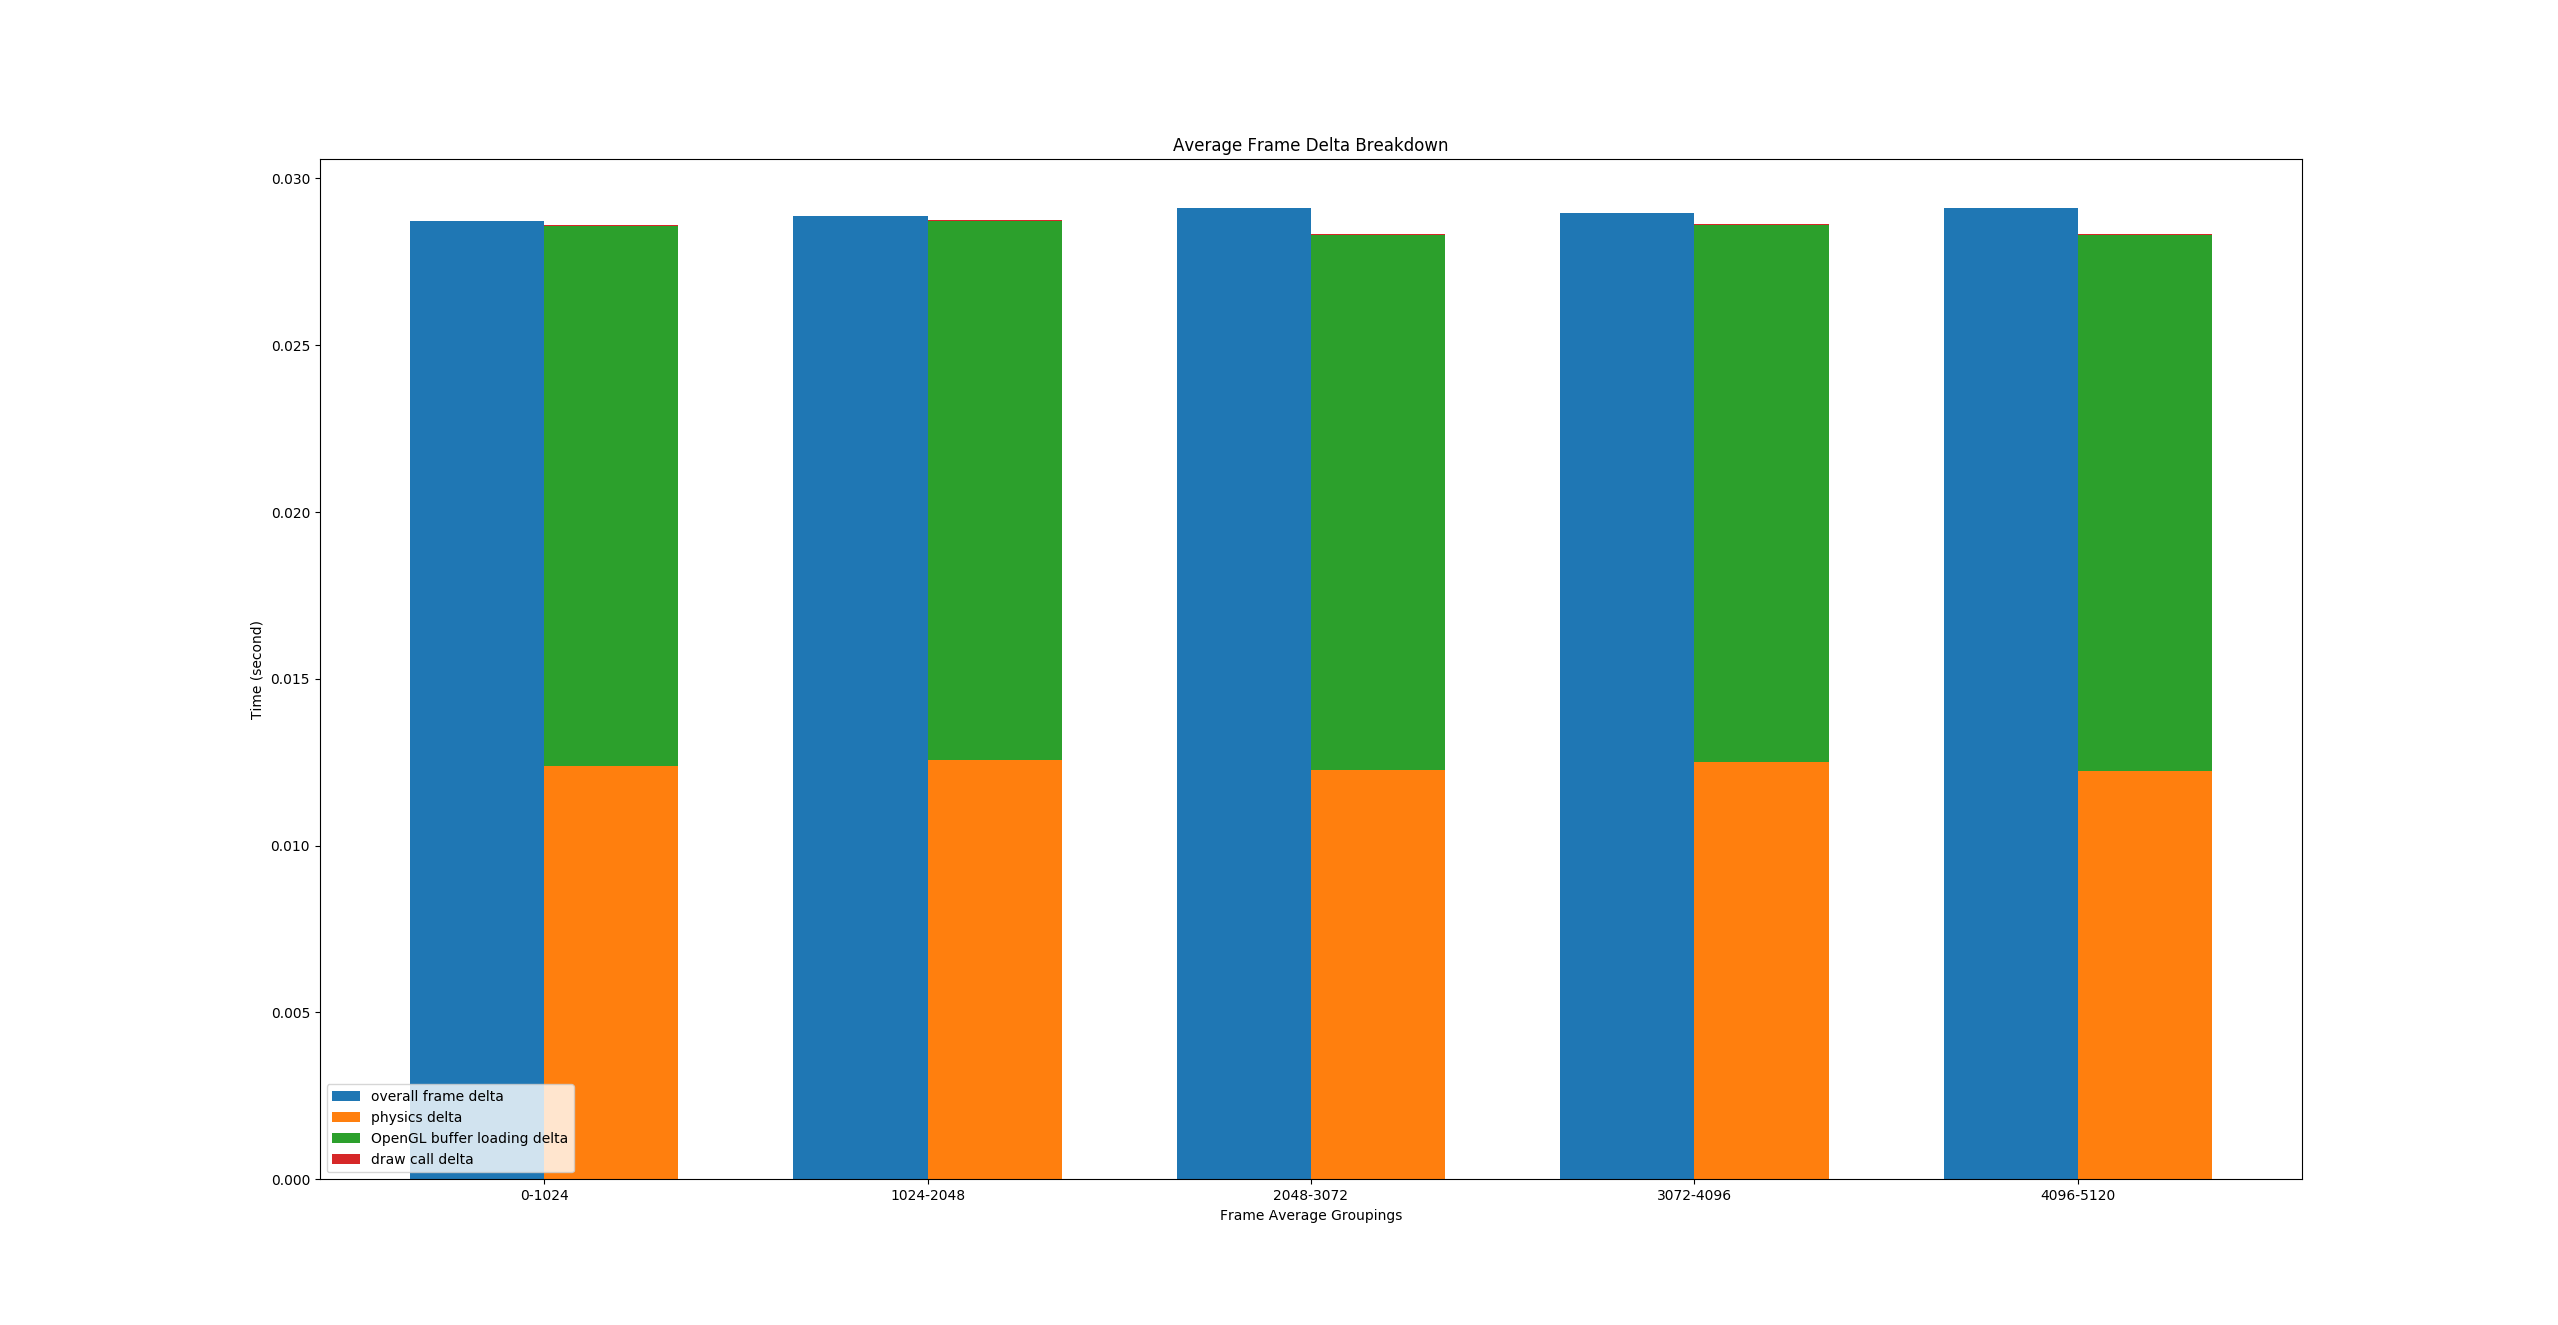 Average Frame Delta Breakdown
0.030
0.025
0.020
0.015
0.010
0.005
0.000
Time (second)
overall frame delta
physics delta
OpenGL buffer loading delta
draw call delta
0-1024
1024-2048
2048-3072
3072-4096
4096-5120
Frame Average Groupings